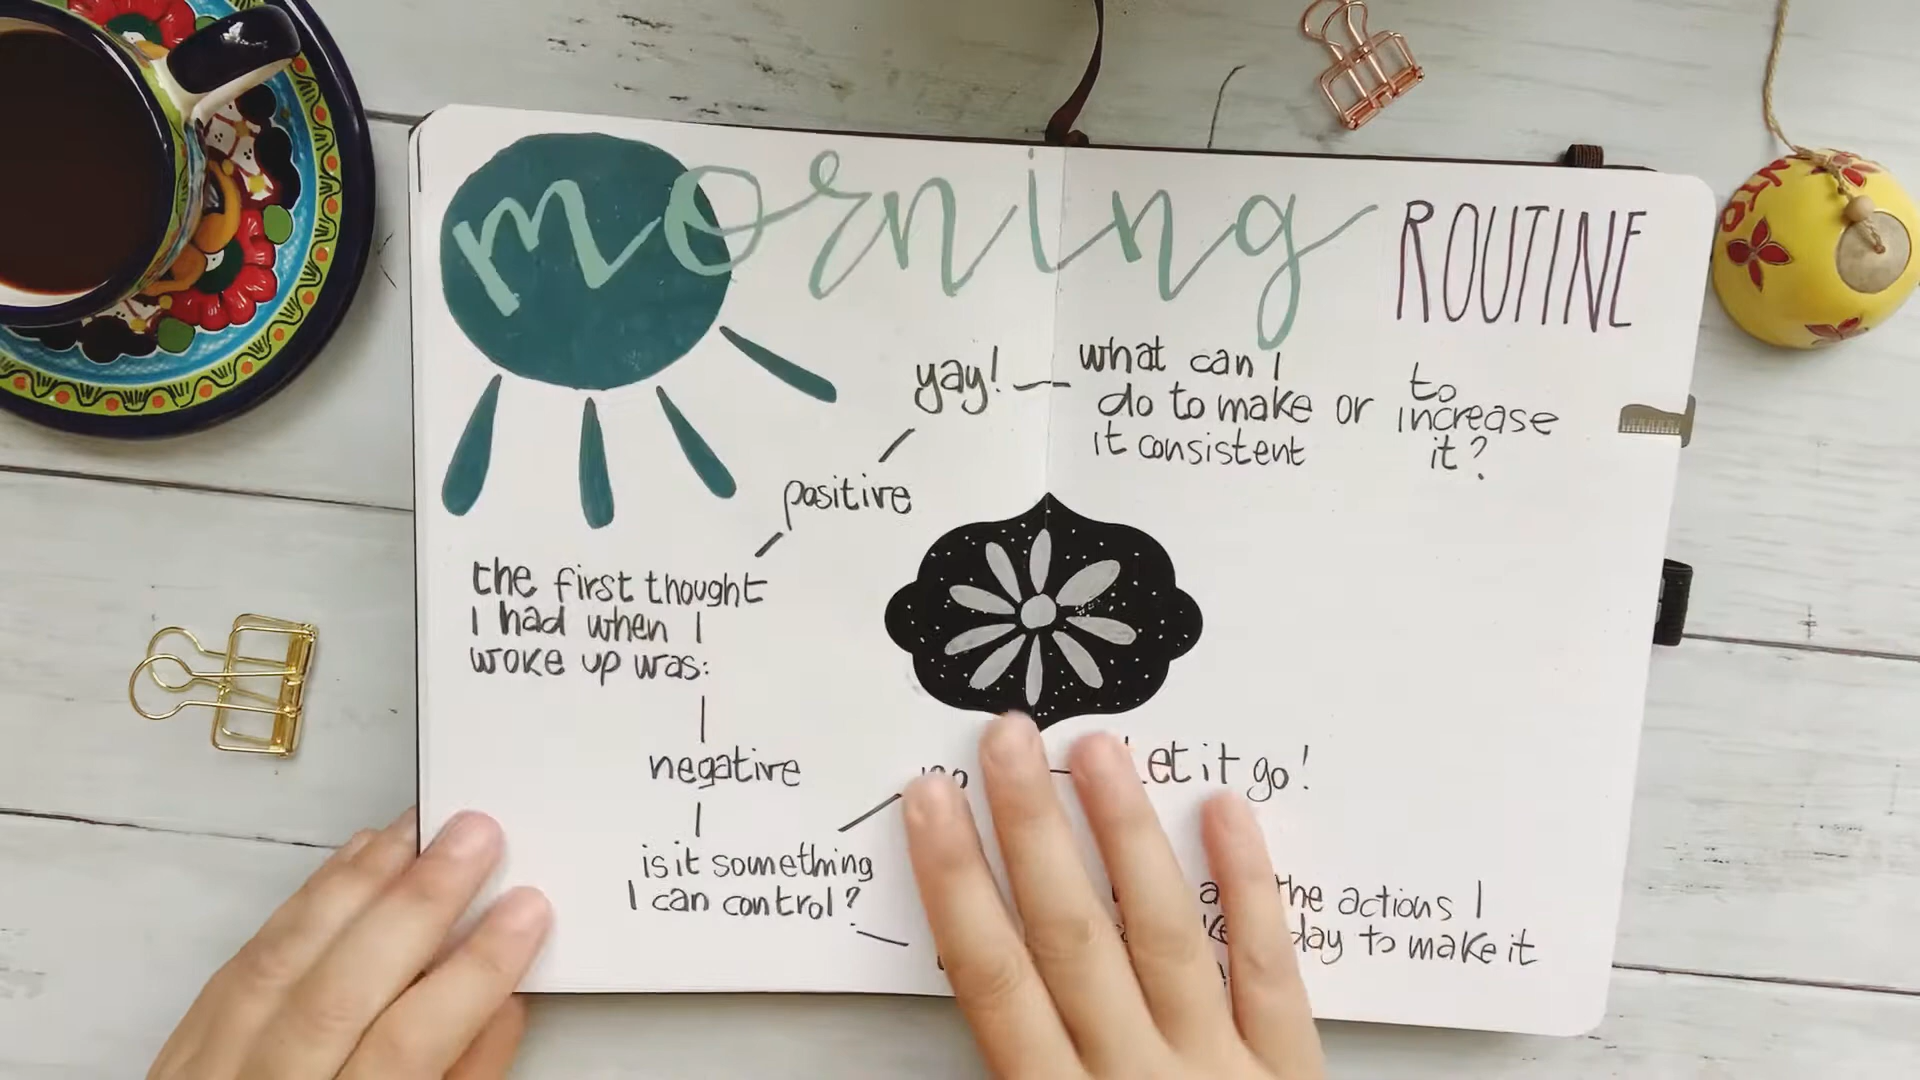 morning ROUTINE
yay!
what can I
do to make or
it consistent
to
increase
it?
positive
the first thought
I had when I
woke up was:
negative
Let it go!
is it something
I can control?
the actions I
day to make it